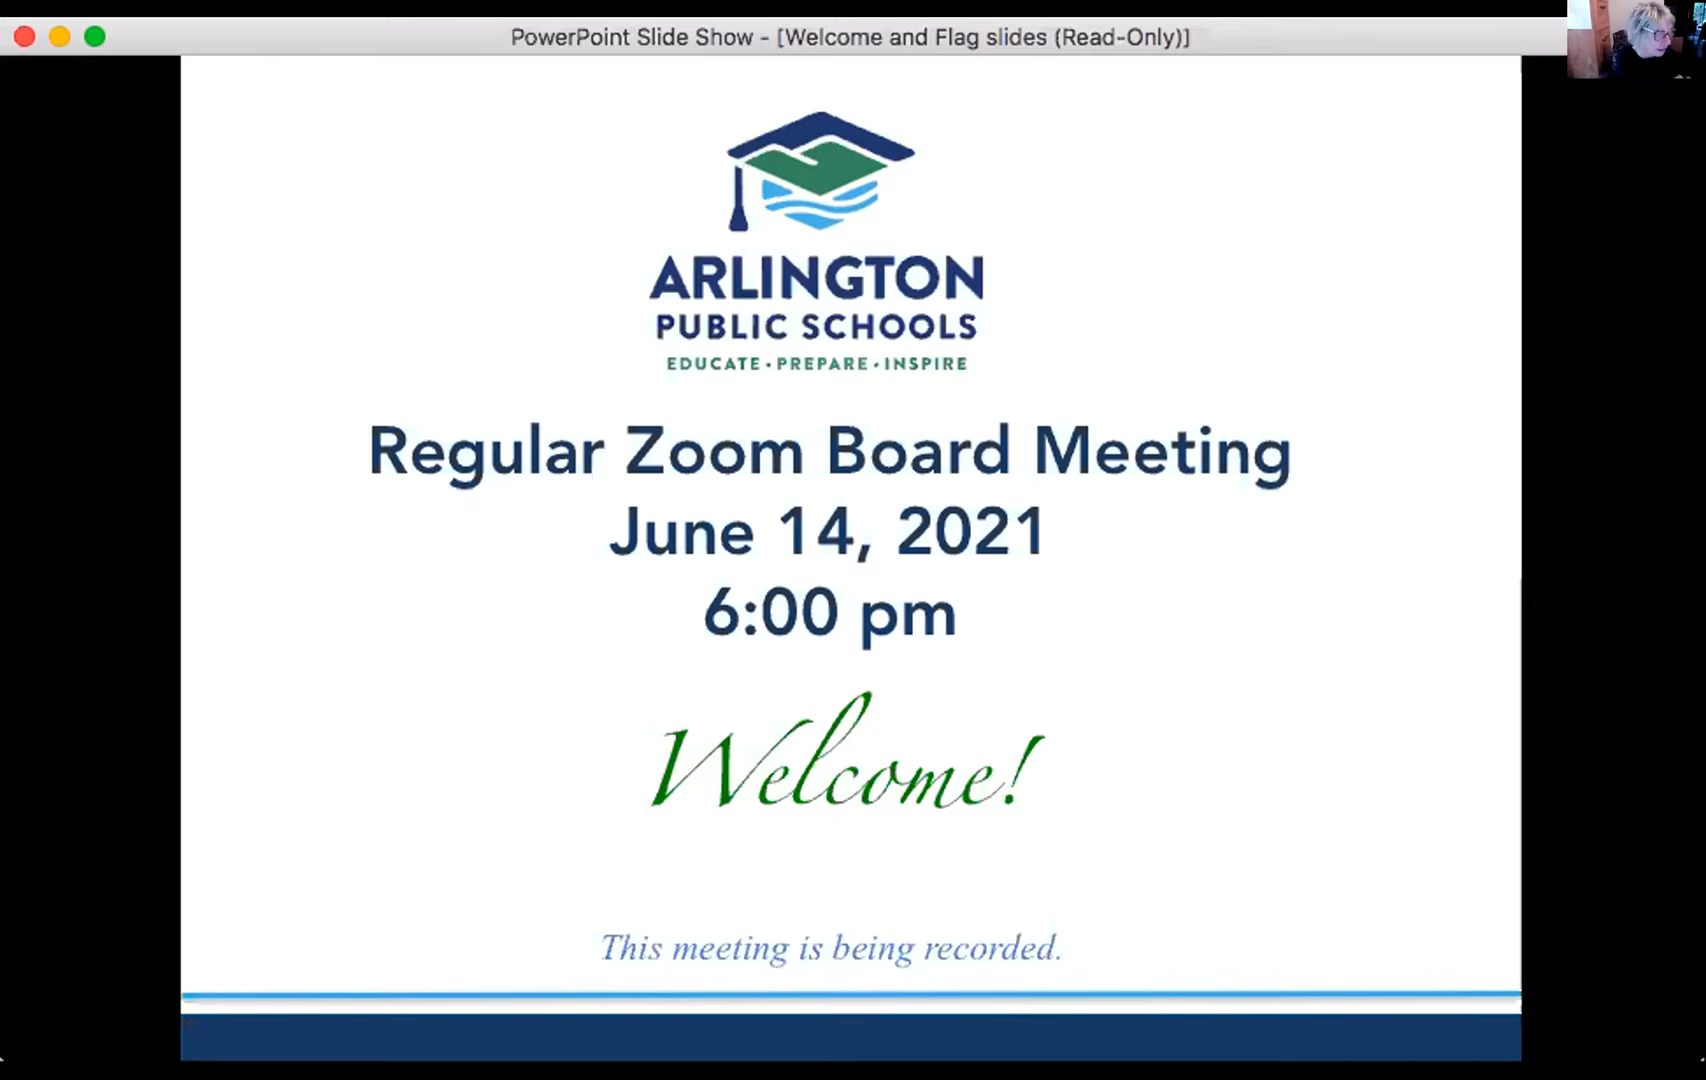 PowerPoint Slide Show - [Welcome and Flag slides (Read-Only)]
ARLINGTON
PUBLIC SCHOOLS
EDUCATE • PREPARE • INSPIRE
Regular Zoom Board Meeting
June 14, 2021
6:00 pm
Welcome!
This meeting is being recorded.